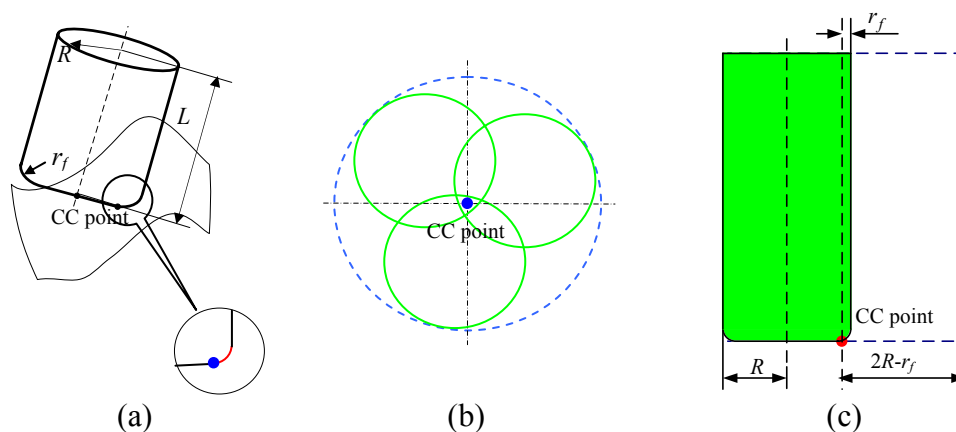 R
L
r_f
CC point
(a)
CC point
(b)
r_f
CC point
R
2R-r_f
(c)